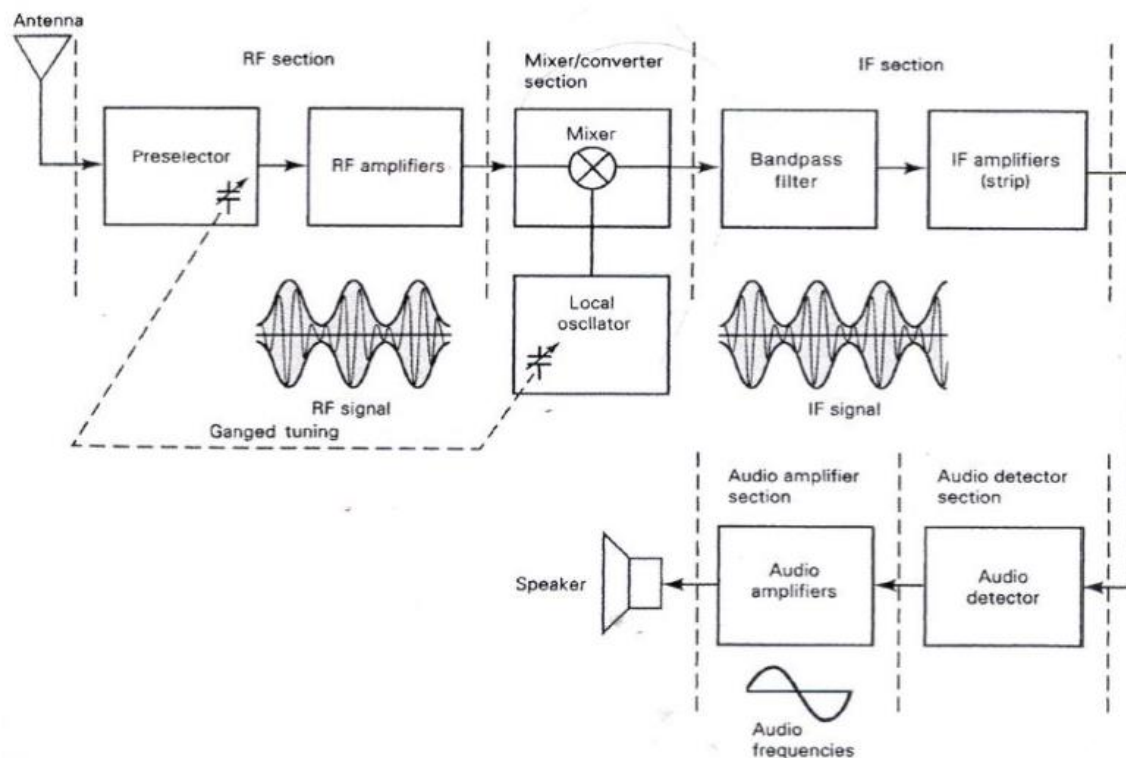 Antenna
RF section
Mixer/converter
section
IF section
Preselector
RF amplifiers
Mixer
Bandpass
filter
IF amplifiers
(strip)
Local
oscllator
RF signal
IF signal
Ganged tuning
Audio amplifier
section
Audio detector
section
Speaker
Audio
amplifiers
Audio
detector
Audio
frequencies